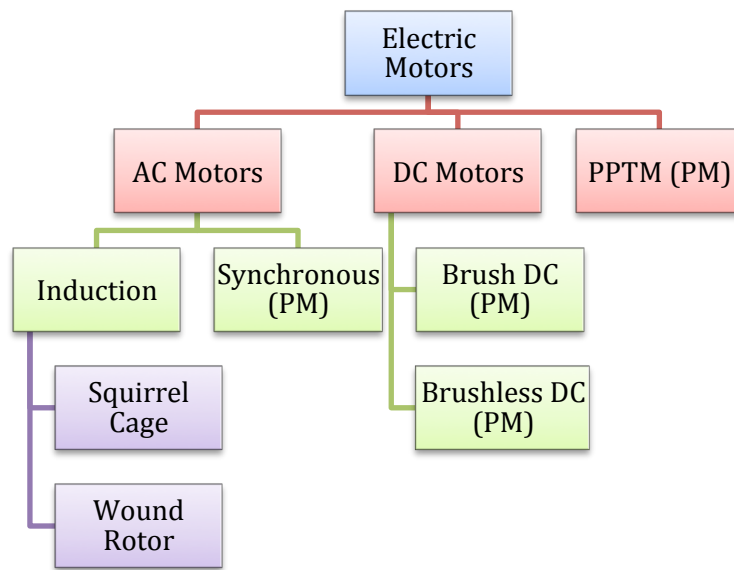 Electric
Motors
AC Motors
DC Motors
PPTM (PM)
Induction
Synchronous
(PM)
Brush DC
(PM)
Squirrel
Cage
Brushless DC
(PM)
Wound
Rotor